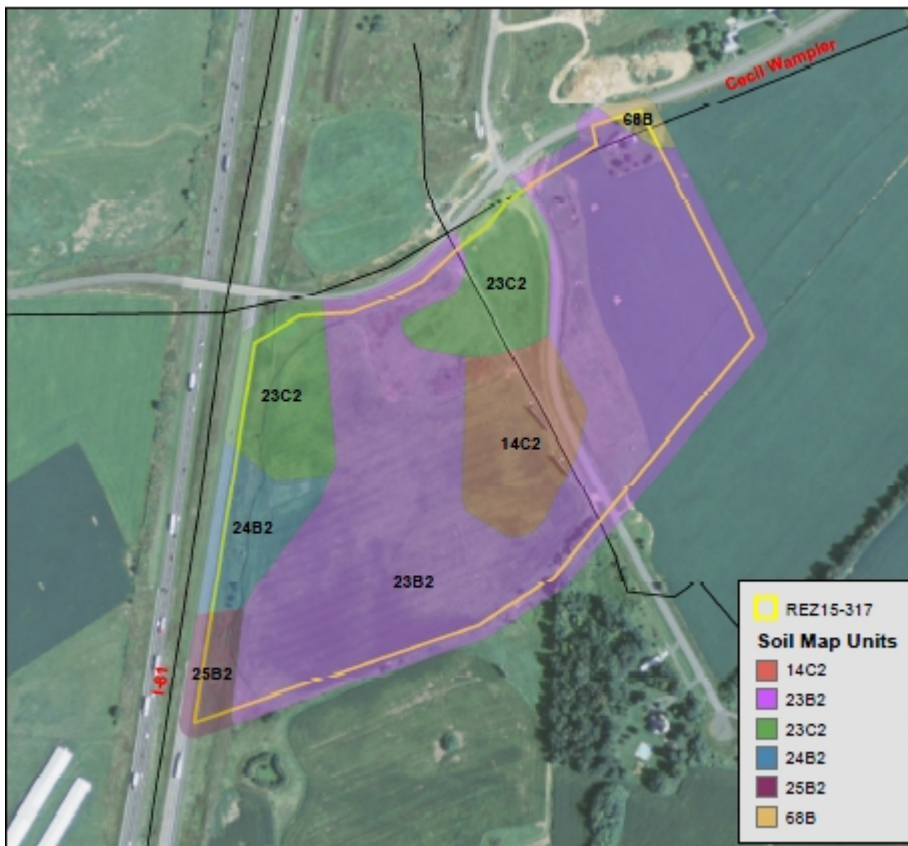 Cecil Wampler
68B
23C2
23C2
14C2
24B2
23B2
25B2
I-81
REZ15-317
Soil Map Units
14C2
23B2
23C2
24B2
25B2
68B